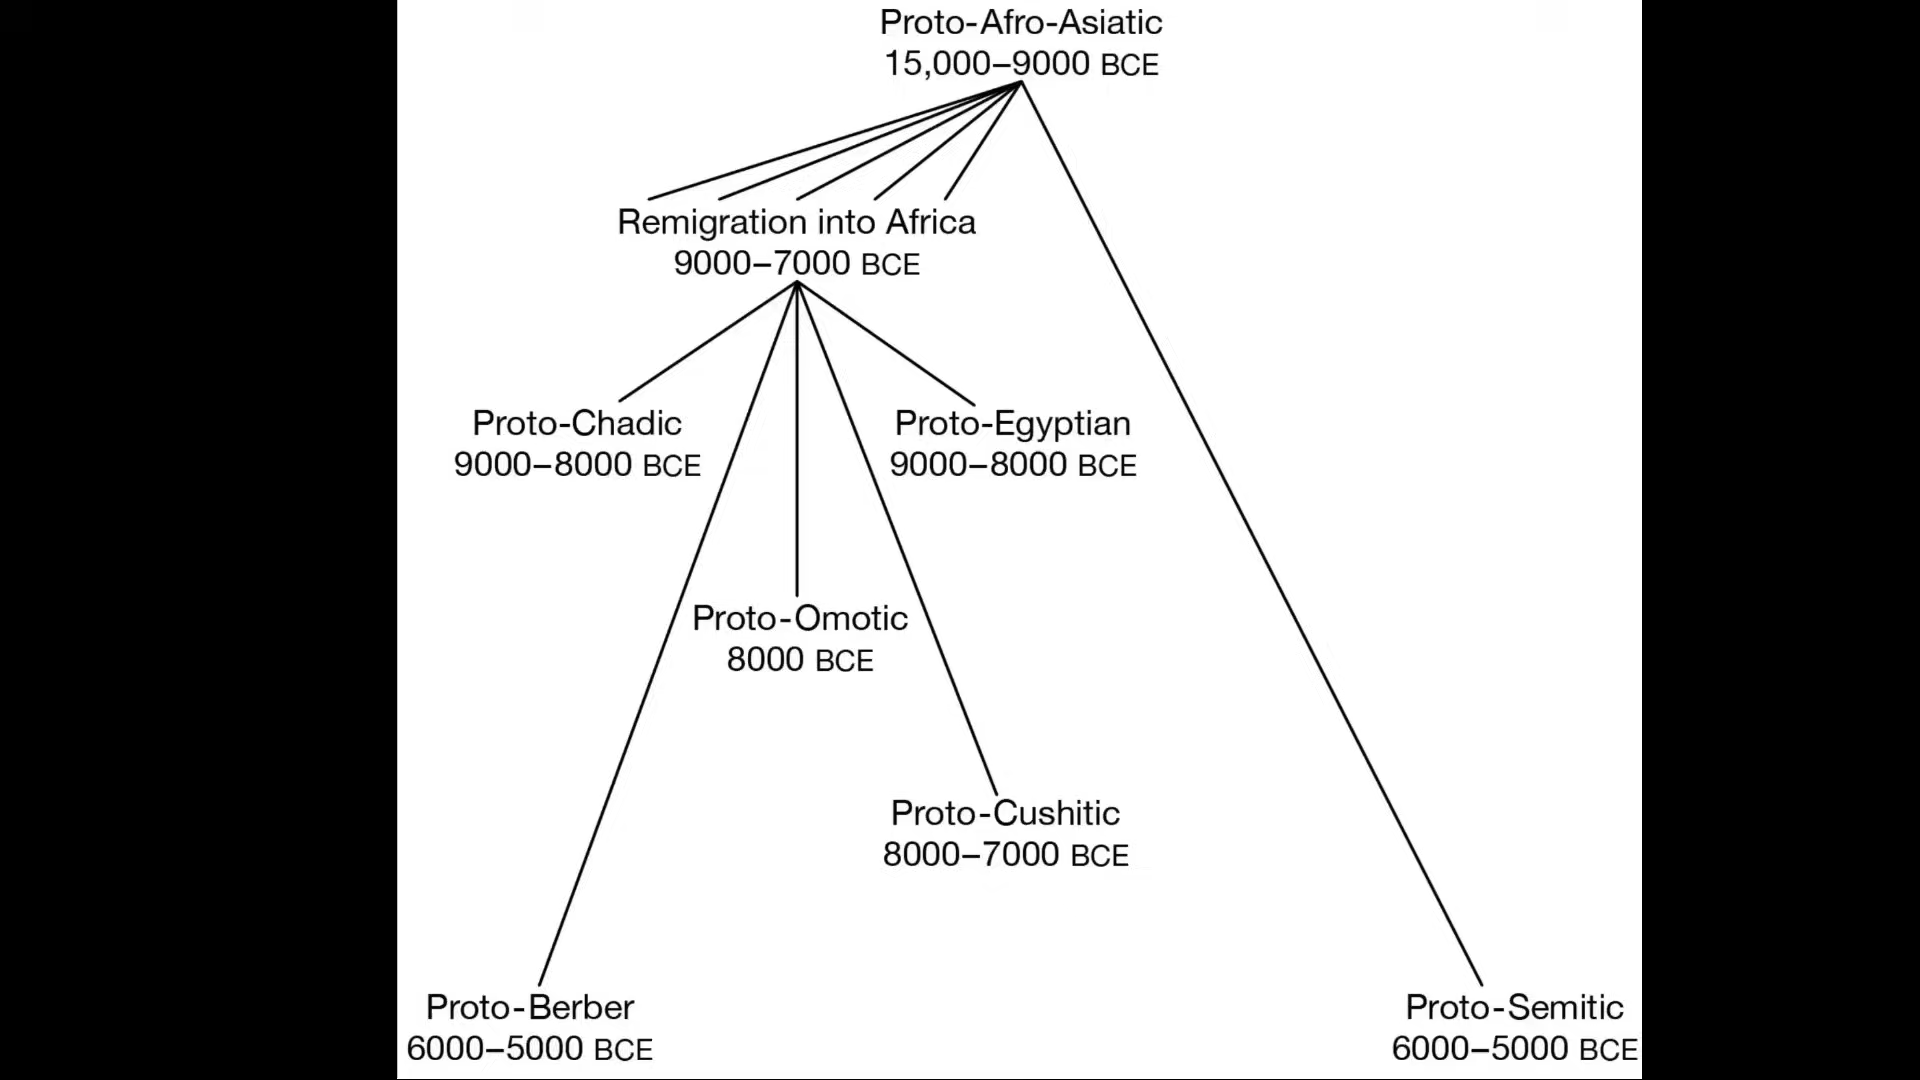 Proto-Afro-Asiatic
15,000–9000 BCE
Remigration into Africa
9000–7000 BCE
Proto-Chadic
9000–8000 BCE
Proto-Egyptian
9000–8000 BCE
Proto-Omotic
8000 BCE
Proto-Cushitic
8000–7000 BCE
Proto-Berber
6000–5000 BCE
Proto-Semitic
6000–5000 BCE